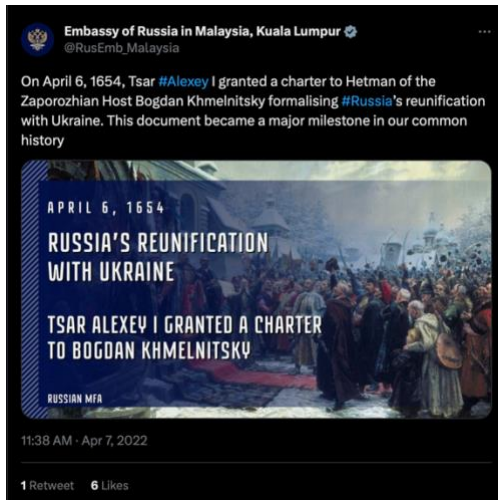 Embassy of Russia in Malaysia, Kuala Lumpur
@RusEmb_Malaysia
On April 6, 1654, Tsar #Alexey I granted a charter to Hetman of the
Zaporozhian Host Bogdan Khmelnitsky formalising #Russia's reunification
with Ukraine. This document became a major milestone in our common
history
APRIL 6, 1654
RUSSIA'S REUNIFICATION
WITH UKRAINE
TSAR ALEXEY I GRANTED A CHARTER
TO BOGDAN KHMELNITSKY
RUSSIAN MFA
11:38 AM · Apr 7, 2022
1 Retweet 6 Likes